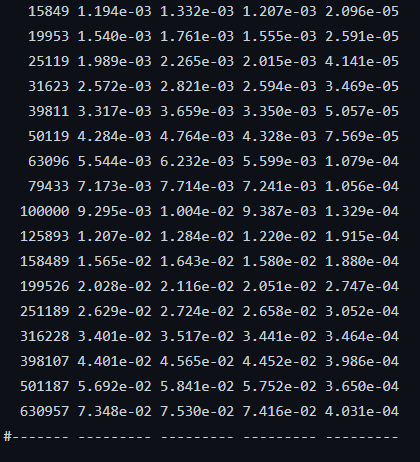 15849 1.194e-03 1.332e-03 1.207e-03 2.096e-05
19953 1.540e-03 1.761e-03 1.555e-03 2.591e-05
25119 1.989e-03 2.265e-03 2.015e-03 4.141e-05
31623 2.572e-03 2.821e-03 2.594e-03 3.469e-05
39811 3.317e-03 3.659e-03 3.350e-03 5.057e-05
50119 4.284e-03 4.764e-03 4.328e-03 7.569e-05
63096 5.544e-03 6.232e-03 5.599e-03 1.079e-04
79433 7.173e-03 7.714e-03 7.241e-03 1.056e-04
100000 9.295e-03 1.004e-02 9.387e-03 1.329e-04
125893 1.207e-02 1.284e-02 1.220e-02 1.915e-04
158489 1.565e-02 1.643e-02 1.580e-02 1.880e-04
199526 2.028e-02 2.116e-02 2.051e-02 2.747e-04
251189 2.629e-02 2.724e-02 2.658e-02 3.052e-04
316228 3.401e-02 3.517e-02 3.441e-02 3.464e-04
398107 4.401e-02 4.565e-02 4.452e-02 3.986e-04
501187 5.692e-02 5.841e-02 5.752e-02 3.650e-04
630957 7.348e-02 7.530e-02 7.416e-02 4.031e-04
#------- --------- --------- --------- ---------